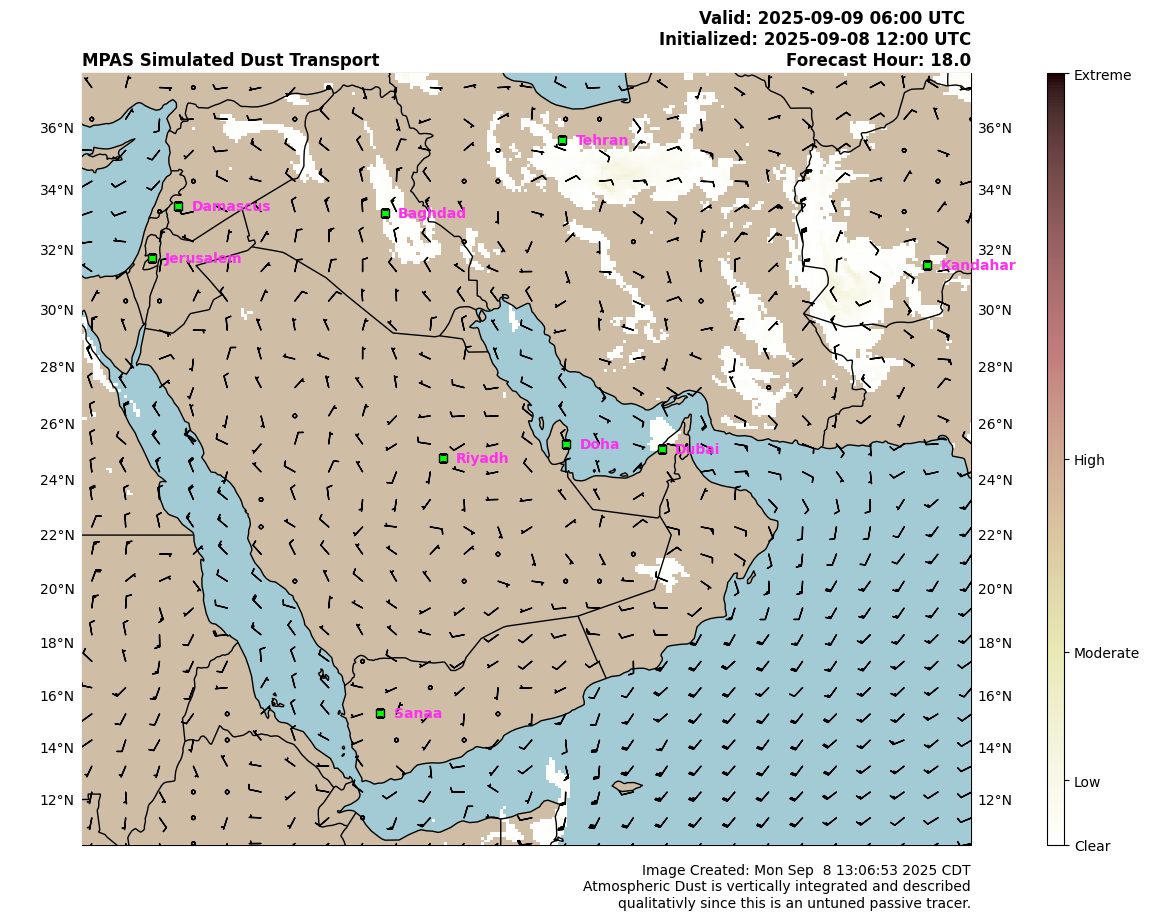 Valid: 2025-09-09 06:00 UTC
Initialized: 2025-09-08 12:00 UTC
MPAS Simulated Dust Transport
Forecast Hour: 18.0
Extreme
36°N
Tehran
36°N
34°N
34°N
Damascus
Baghdad
32°N
32°N
Jerusalem
Kandahar
30°N
30°N
28°N
28°N
26°N
26°N
Doha
Dubai
Riyadh
High
24°N
24°N
22°N
22°N
20°N
20°N
18°N
18°N
Moderate
16°N
16°N
Sanaa
14°N
14°N
Low
12°N
12°N
Clear
Image Created: Mon Sep  8 13:06:53 2025 CDT
Atmospheric Dust is vertically integrated and described
qualitativly since this is an untuned passive tracer.